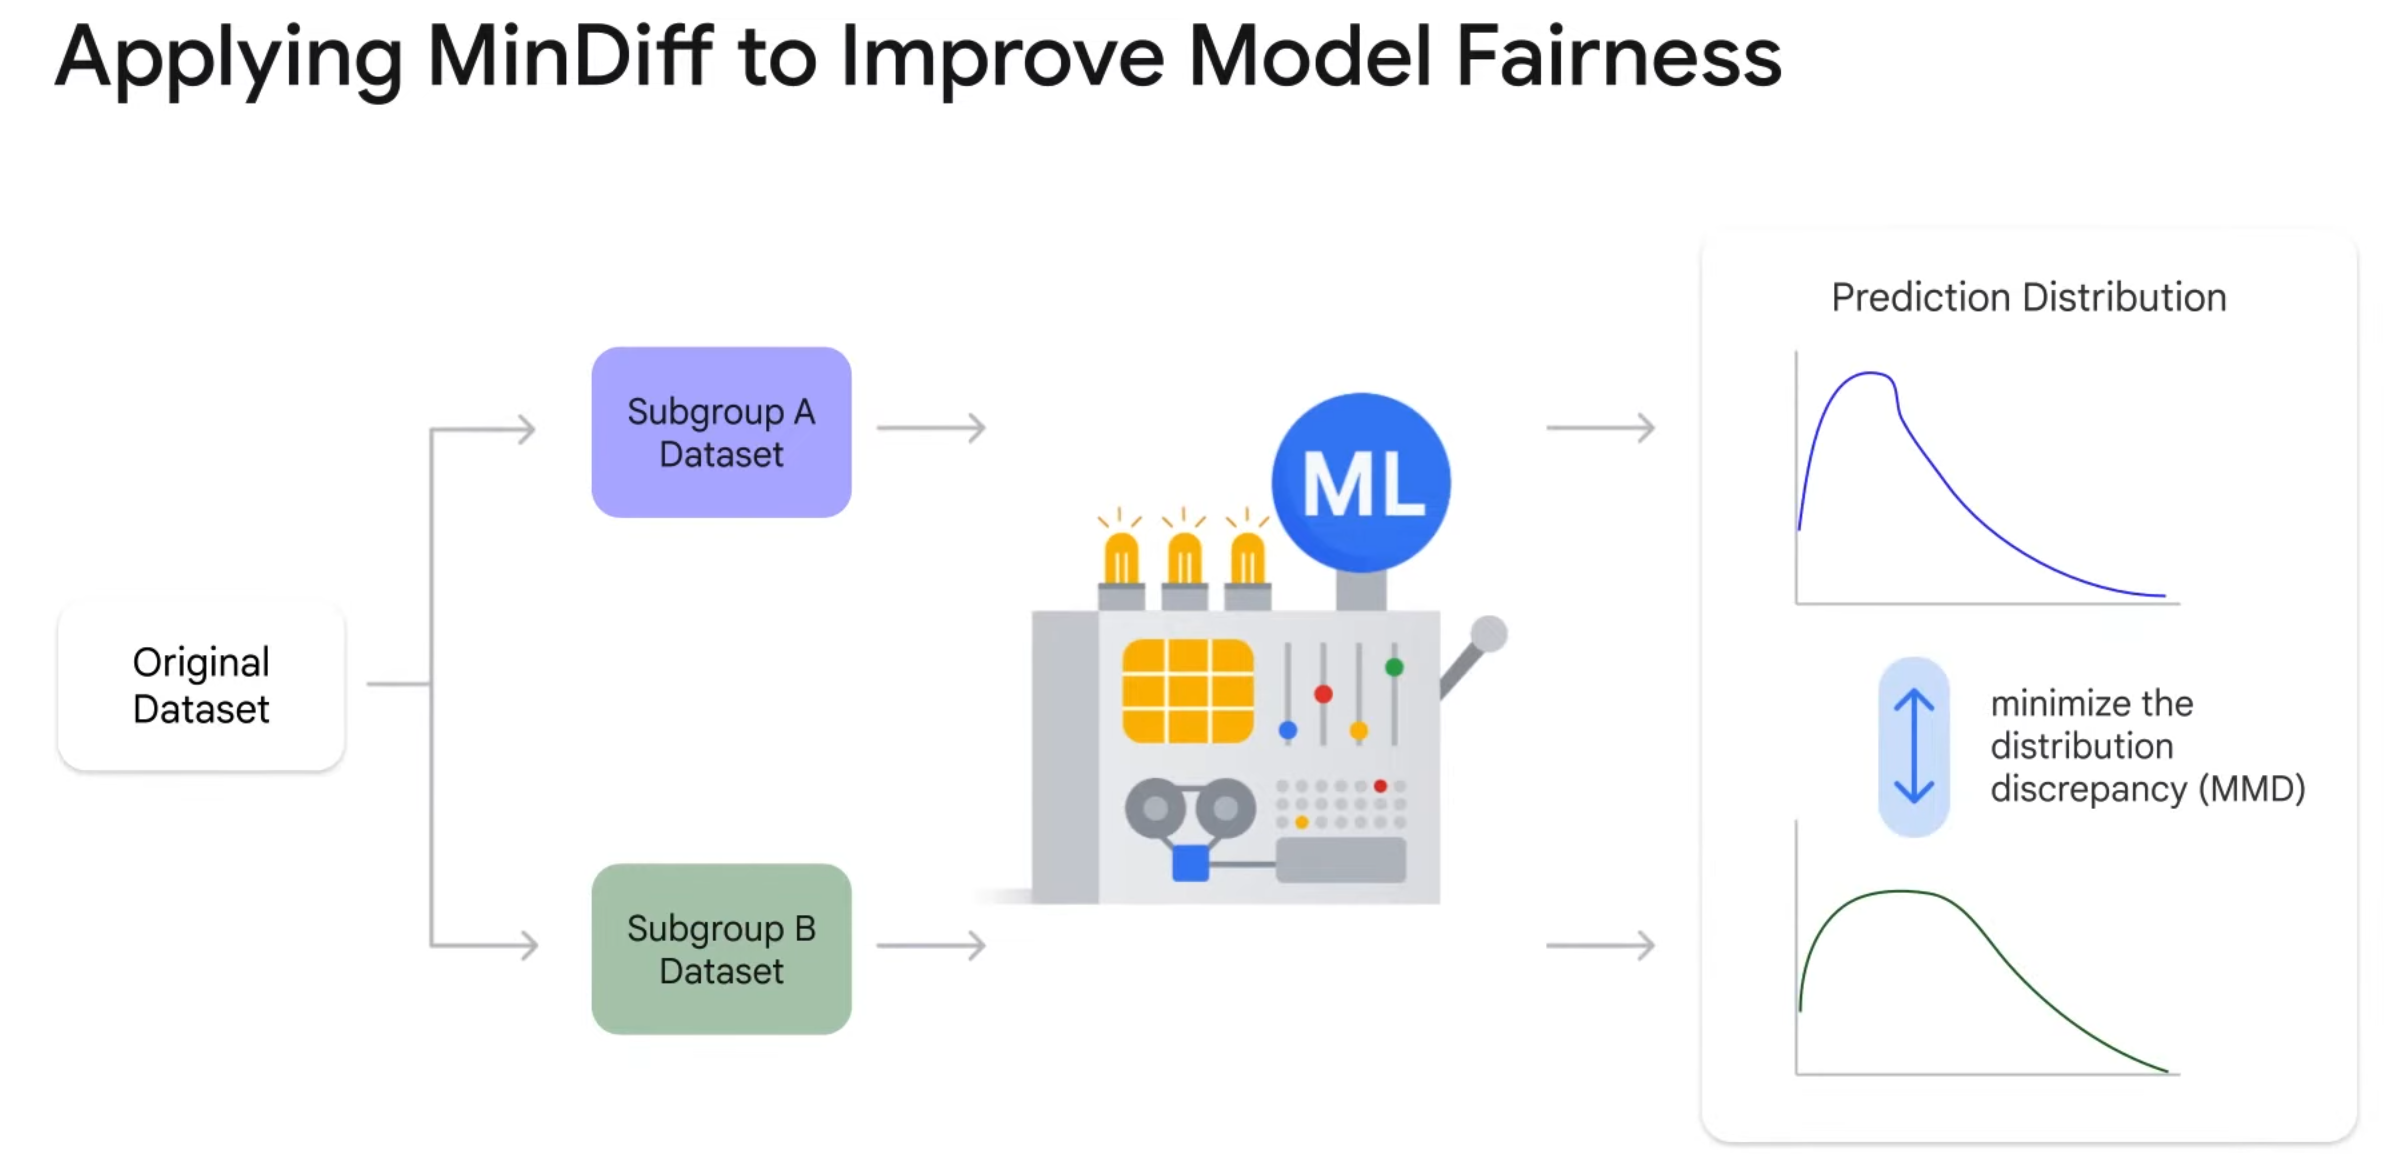 Applying MinDiff to Improve Model Fairness
Original
Dataset
Subgroup A
Dataset
Subgroup B
Dataset
ML
Prediction Distribution
minimize the
distribution
discrepancy (MMD)